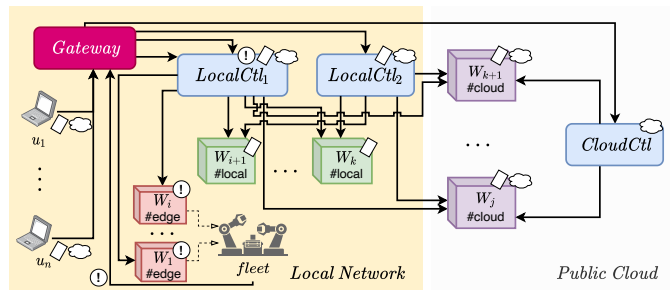 Gateway
LocalCtl₁
LocalCtl₂
Wₖ₊₁
#cloud
u₁
Wᵢ₊₁
#local
. . .
Wₖ
#local
. . .
CloudCtl
Wᵢ
#edge
. . .
W₁
#edge
Wⱼ
#cloud
uₙ
fleet
Local Network
Public Cloud
!
!
!
!